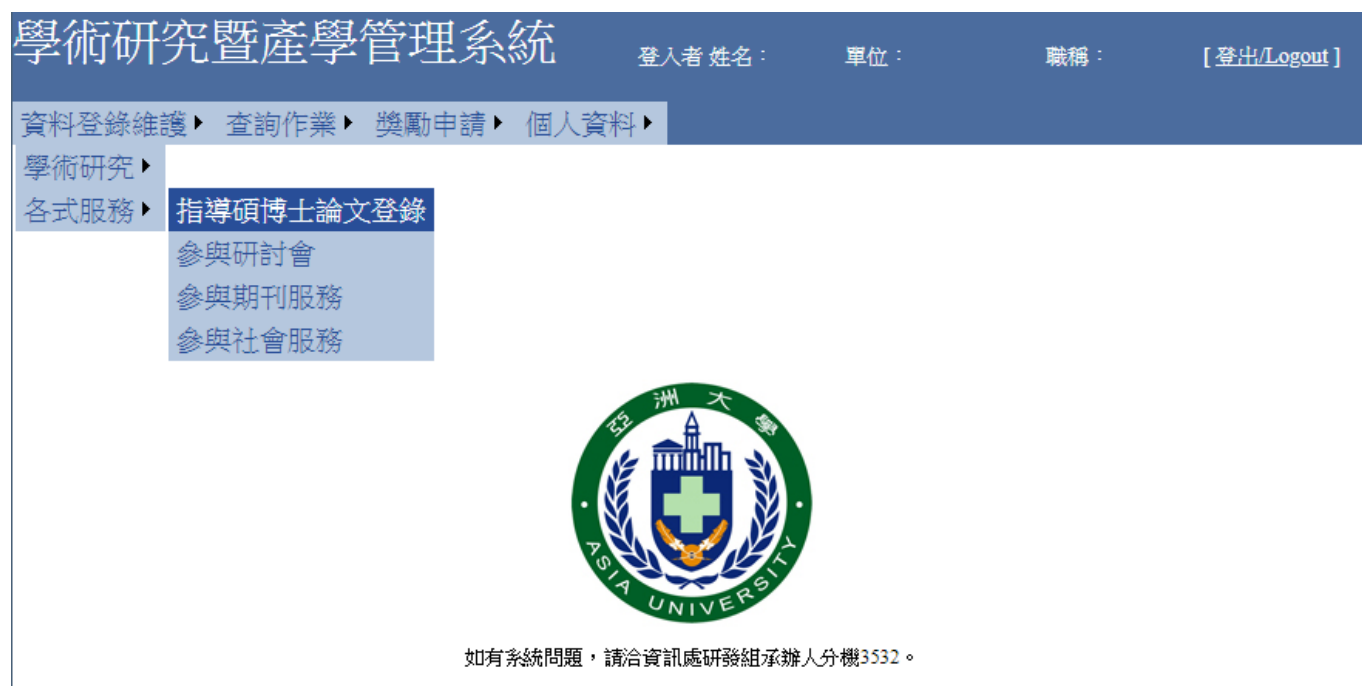 學術研究暨產學管理系統 登入者 姓名： 單位： 職稱： [ 登出/Logout ]
資料登錄維護 查詢作業 獎勵申請 個人資料
學術研究
各式服務 指導碩博士論文登錄
參與研討會
參與期刊服務
參與社會服務
亞洲大學
ASIA UNIVERSITY
如有系統問題，請洽資訊處研發組承辦人分機3532。